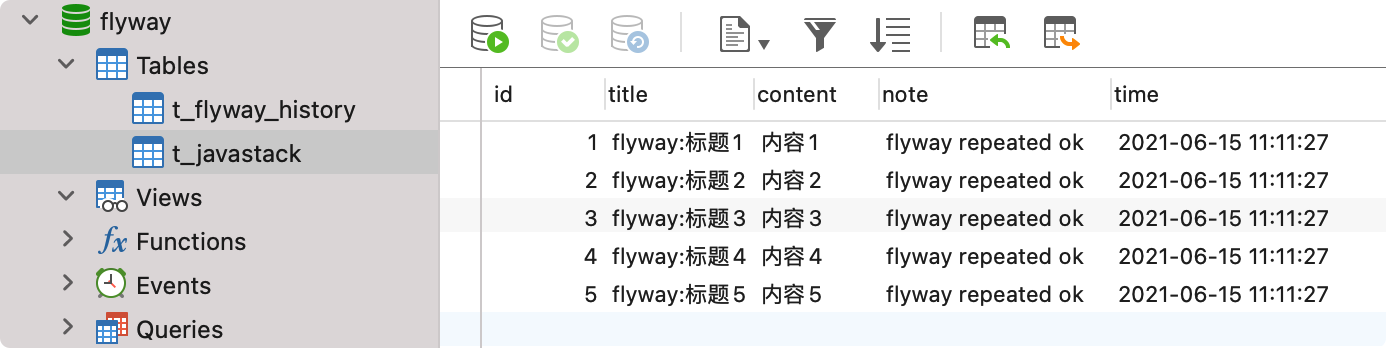 flyway
Tables
t_flyway_history
t_javastack
Views
fx Functions
Events
Queries
id title content note time
1 flyway:标题1 内容1 flyway repeated ok 2021-06-15 11:11:27
2 flyway:标题2 内容2 flyway repeated ok 2021-06-15 11:11:27
3 flyway:标题3 内容3 flyway repeated ok 2021-06-15 11:11:27
4 flyway:标题4 内容4 flyway repeated ok 2021-06-15 11:11:27
5 flyway:标题5 内容5 flyway repeated ok 2021-06-15 11:11:27